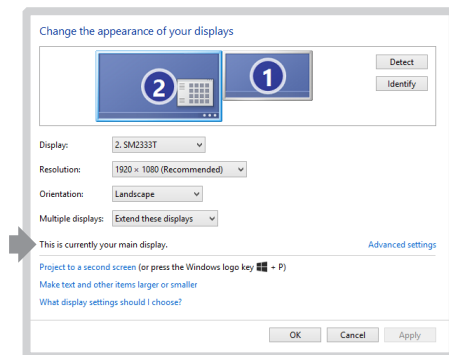 Change the appearance of your displays
2
1
Detect
Identify
Display: 2. SM2333T
Resolution: 1920 × 1080 (Recommended)
Orientation: Landscape
Multiple displays: Extend these displays
This is currently your main display. Advanced settings
Project to a second screen (or press the Windows logo key + P)
Make text and other items larger or smaller
What display settings should I choose?
OK Cancel Apply